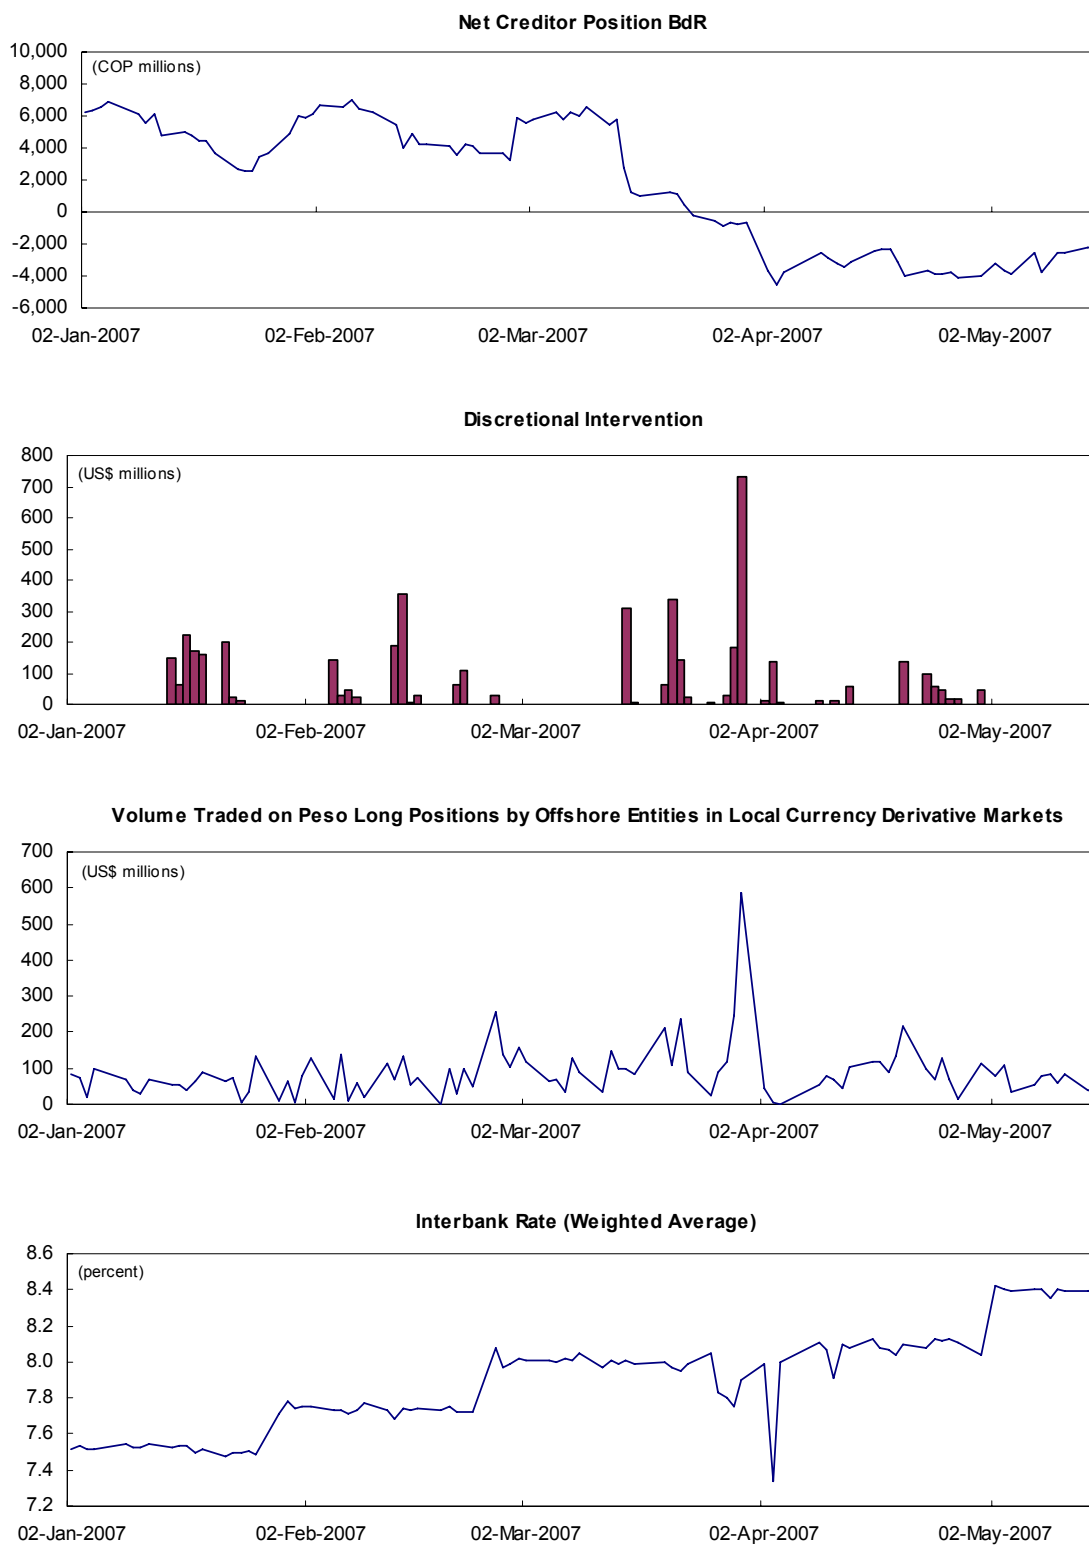 Net Creditor Position BdR
(COP millions)
10,000
8,000
6,000
4,000
2,000
0
-2,000
-4,000
-6,000
02-Jan-2007 02-Feb-2007 02-Mar-2007 02-Apr-2007 02-May-2007
Discretional Intervention
(US$ millions)
800
700
600
500
400
300
200
100
0
02-Jan-2007 02-Feb-2007 02-Mar-2007 02-Apr-2007 02-May-2007
Volume Traded on Peso Long Positions by Offshore Entities in Local Currency Derivative Markets
(US$ millions)
700
600
500
400
300
200
100
0
02-Jan-2007 02-Feb-2007 02-Mar-2007 02-Apr-2007 02-May-2007
Interbank Rate (Weighted Average)
(percent)
8.6
8.4
8.2
8.0
7.8
7.6
7.4
7.2
02-Jan-2007 02-Feb-2007 02-Mar-2007 02-Apr-2007 02-May-2007